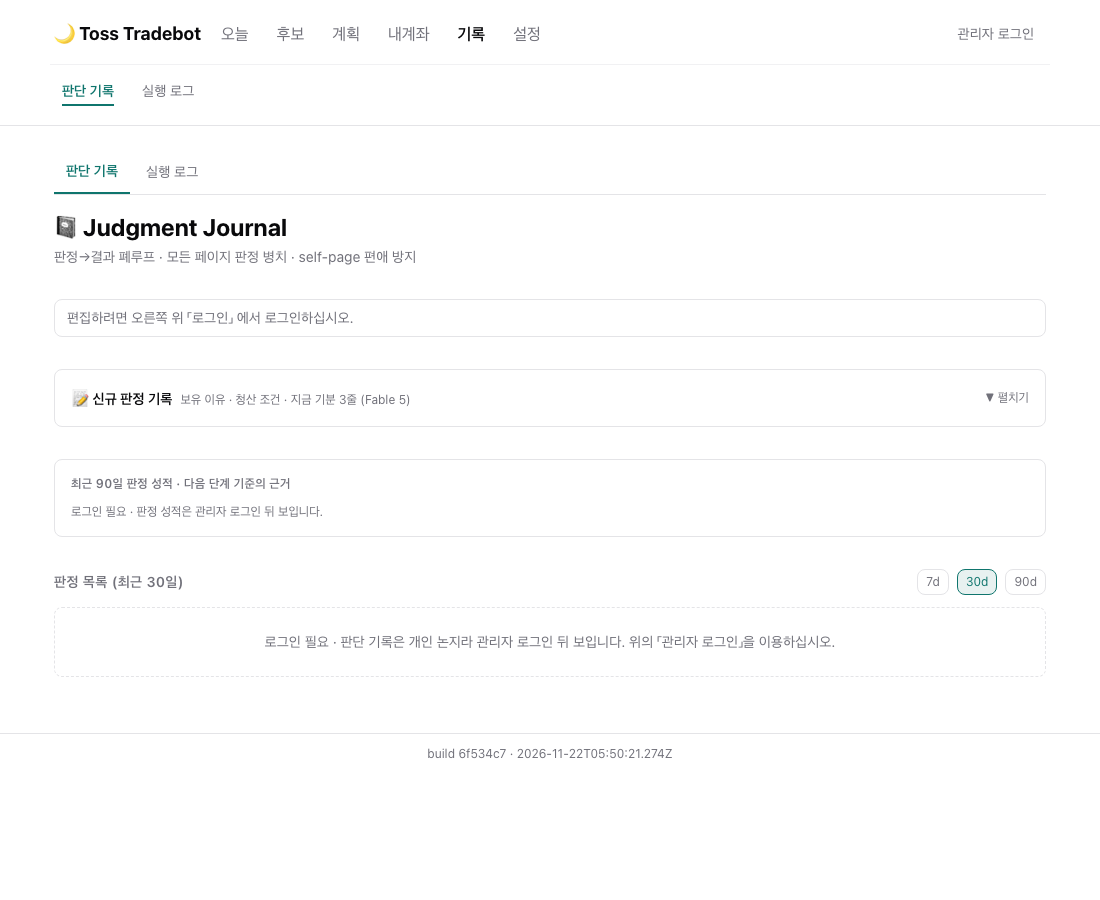 🌙 Toss Tradebot 오늘 후보 계획 내계좌 기록 설정 관리자 로그인
판단 기록 실행 로그
판단 기록 실행 로그
📓 Judgment Journal
판정→결과 폐루프 · 모든 페이지 판정 병치 · self-page 편애 방지
편집하려면 오른쪽 위 「로그인」에서 로그인하십시오.
📝 신규 판정 기록 보유 이유 · 청산 조건 · 지금 기분 3줄 (Fable 5) ▼ 펼치기
최근 90일 판정 성적 · 다음 단계 기준의 근거
로그인 필요 · 판정 성적은 관리자 로그인 뒤 보입니다.
판정 목록 (최근 30일) 7d 30d 90d
로그인 필요 · 판단 기록은 개인 논지라 관리자 로그인 뒤 보입니다. 위의 「관리자 로그인」을 이용하십시오.
build 6f534c7 · 2026-11-22T05:50:21.274Z